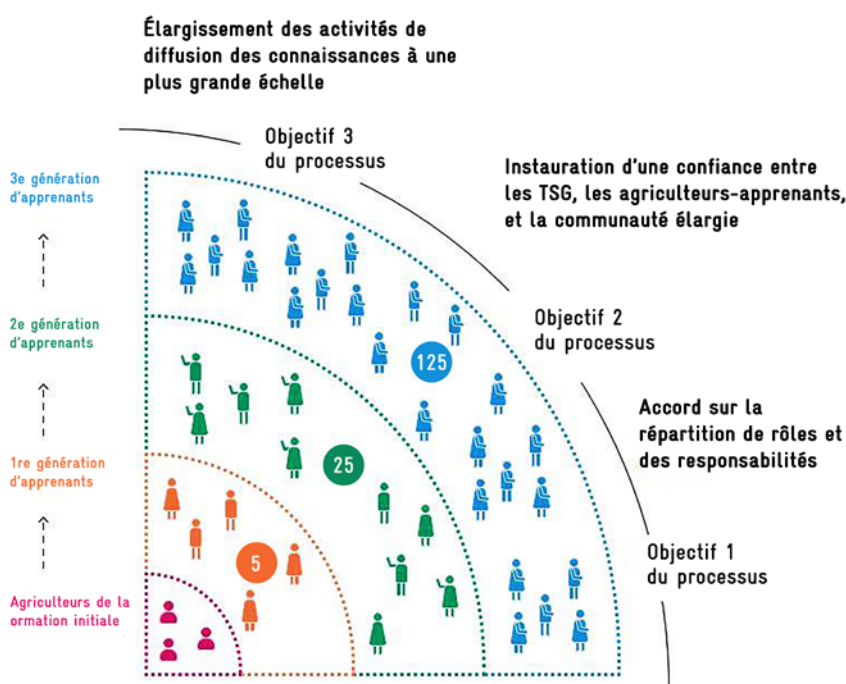 Élargissement des activités de
diffusion des connaissances à une
plus grande échelle
Objectif 3
du processus
Instauration d'une confiance entre
les TSG, les agriculteurs-apprenants,
et la communauté élargie
Objectif 2
du processus
Accord sur la
répartition de rôles et
des responsabilités
Objectif 1
du processus
3e génération
d'apprenants
2e génération
d'apprenants
1re génération
d'apprenants
Agriculteurs de la
ormation initiale
125
25
5